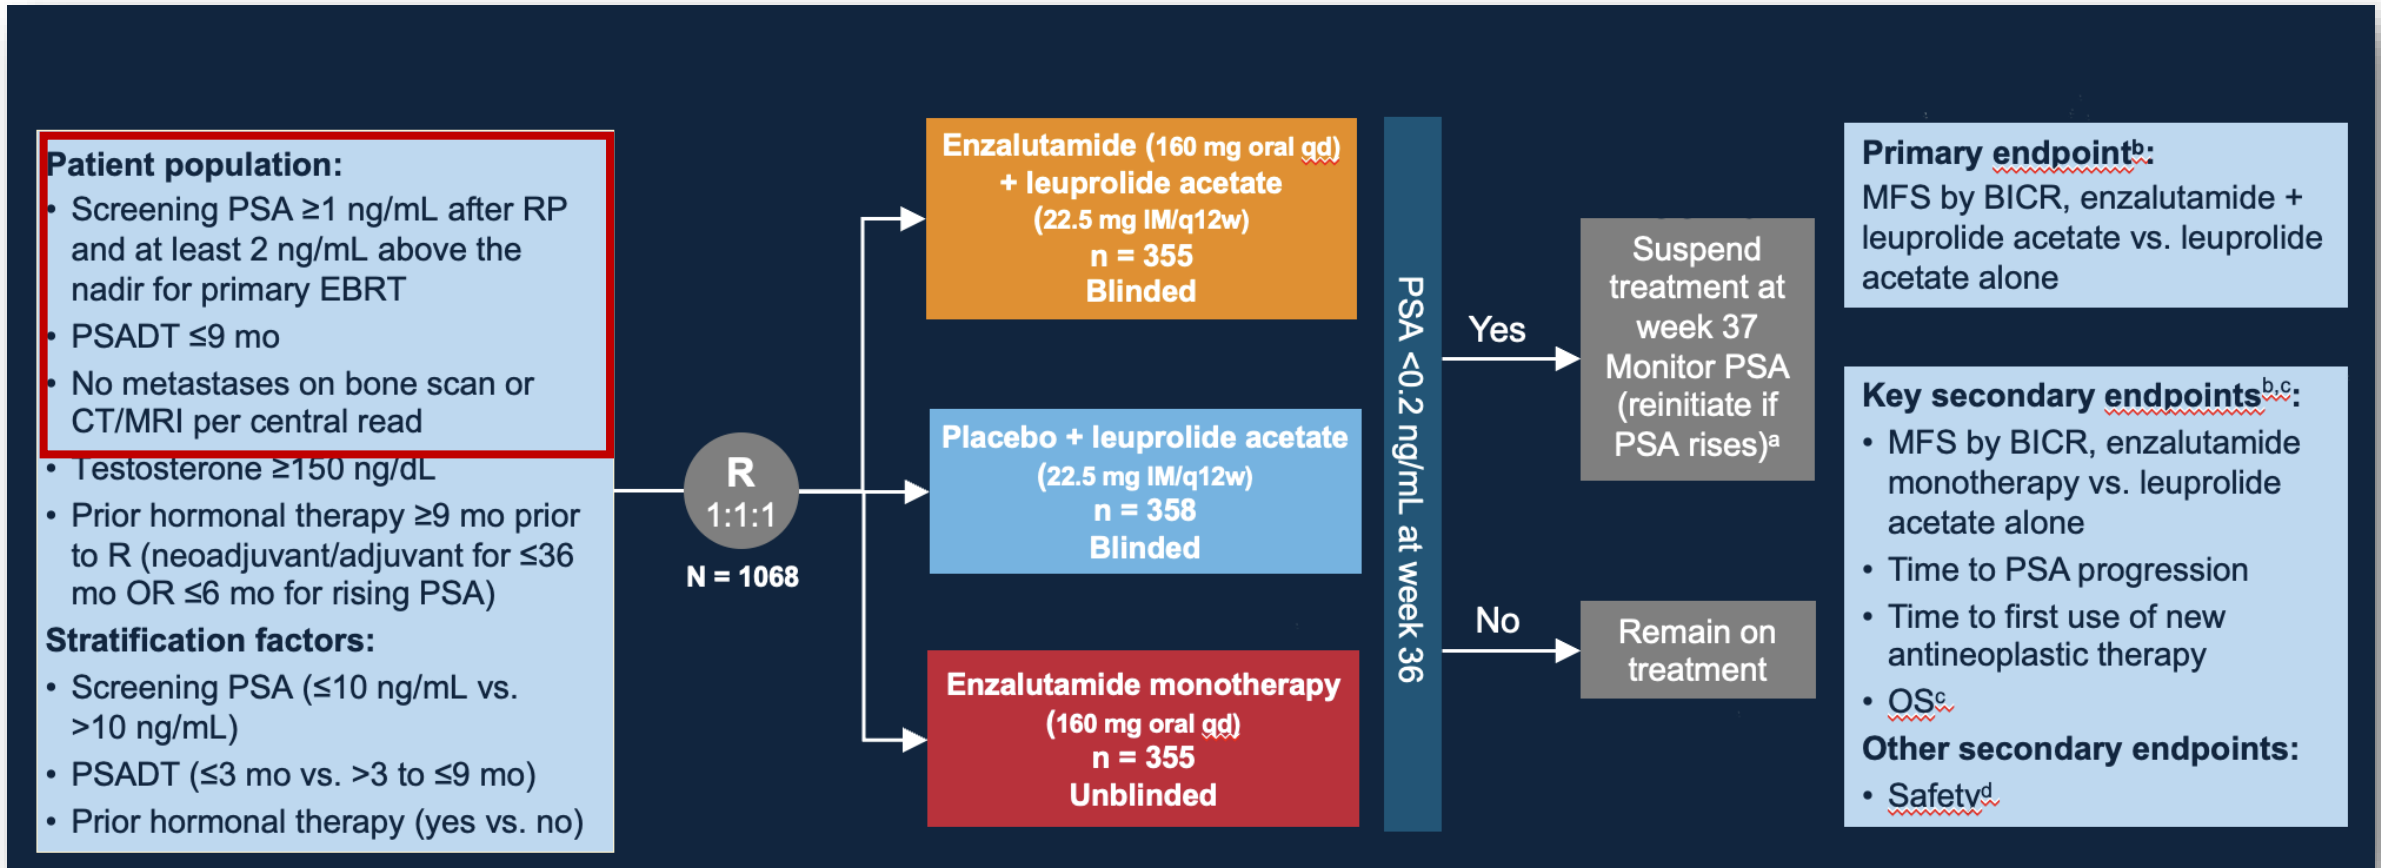 Patient population:
• Screening PSA ≥1 ng/mL after RP
and at least 2 ng/mL above the
nadir for primary EBRT
• PSADT ≤9 mo
• No metastases on bone scan or
CT/MRI per central read
• Testosterone ≥150 ng/dL
• Prior hormonal therapy ≥9 mo prior
to R (neoadjuvant/adjuvant for ≤36
mo OR ≤6 mo for rising PSA)
Stratification factors:
• Screening PSA (≤10 ng/mL vs.
>10 ng/mL)
• PSADT (≤3 mo vs. >3 to ≤9 mo)
• Prior hormonal therapy (yes vs. no)
R
1:1:1
N = 1068
Enzalutamide (160 mg oral qd)
+ leuprolide acetate
(22.5 mg IM/q12w)
n = 355
Blinded
Placebo + leuprolide acetate
(22.5 mg IM/q12w)
n = 358
Blinded
Enzalutamide monotherapy
(160 mg oral qd)
n = 355
Unblinded
PSA <0.2 ng/mL at week 36
Yes
No
Suspend
treatment at
week 37
Monitor PSA
(reinitiate if
PSA rises)ᵃ
Remain on
treatment
Primary endpointᵇ:
MFS by BICR, enzalutamide +
leuprolide acetate vs. leuprolide
acetate alone
Key secondary endpointsᵇ,ᶜ:
• MFS by BICR, enzalutamide
monotherapy vs. leuprolide
acetate alone
• Time to PSA progression
• Time to first use of new
antineoplastic therapy
• OSᶜ
Other secondary endpoints:
• Safetyᵈ